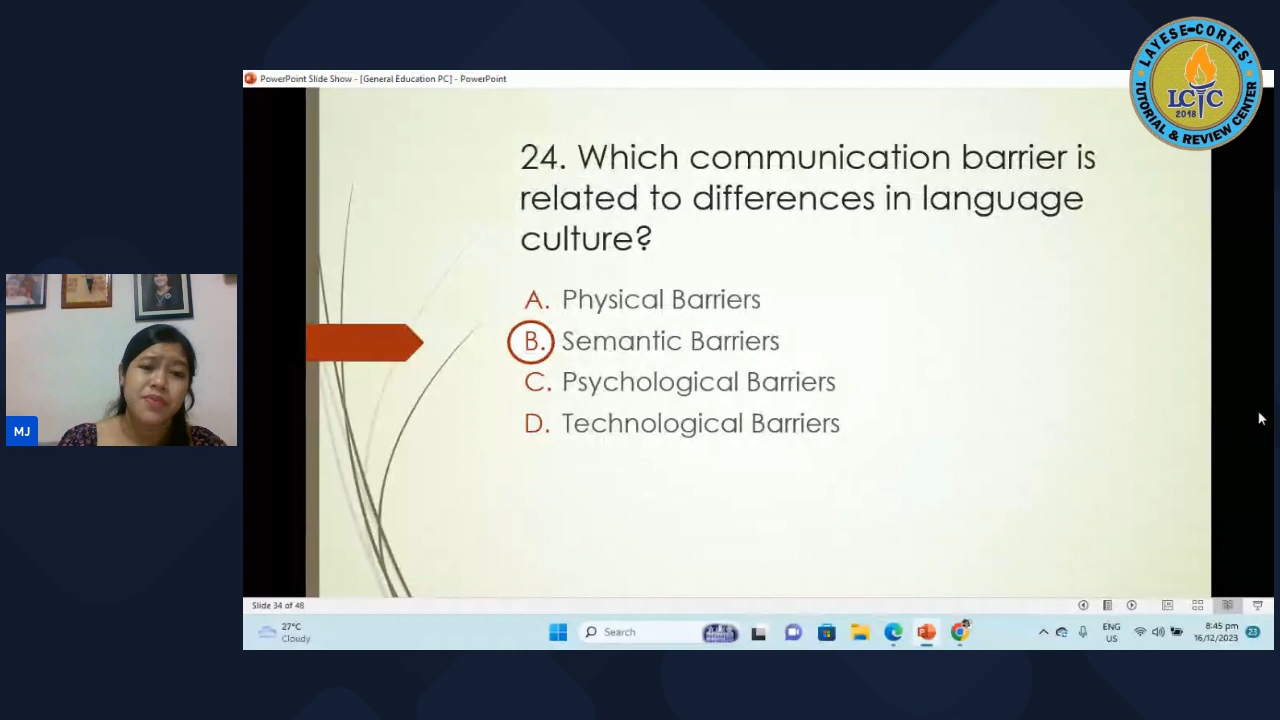 PowerPoint Slide Show - [General Education PC] - PowerPoint
LAYESE-CORTES'
LCTC
2018
TUTORIAL & REVIEW CENTER
24. Which communication barrier is
related to differences in language
culture?
A. Physical Barriers
B. Semantic Barriers
C. Psychological Barriers
D. Technological Barriers
MJ
Slide 34 of 48
27°C
Cloudy
Search
ENG
US
8:45 pm
16/12/2023
23